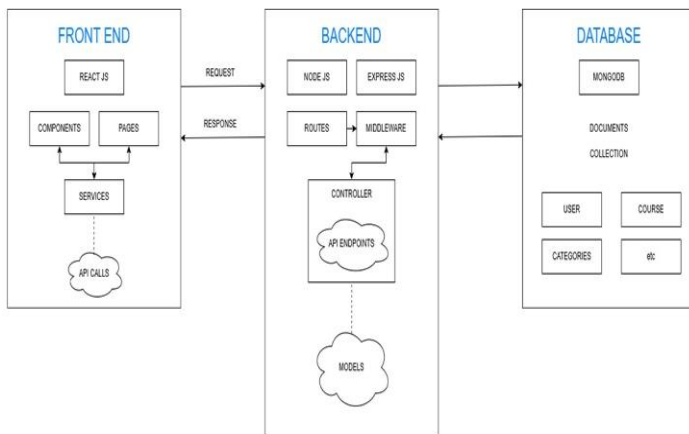 FRONT END
REACT JS
COMPONENTS
PAGES
SERVICES
API CALLS
REQUEST
RESPONSE
BACKEND
NODE JS
EXPRESS JS
ROUTES
MIDDLEWARE
CONTROLLER
API ENDPOINTS
MODELS
DATABASE
MONGODB
DOCUMENTS
COLLECTION
USER
COURSE
CATEGORIES
etc